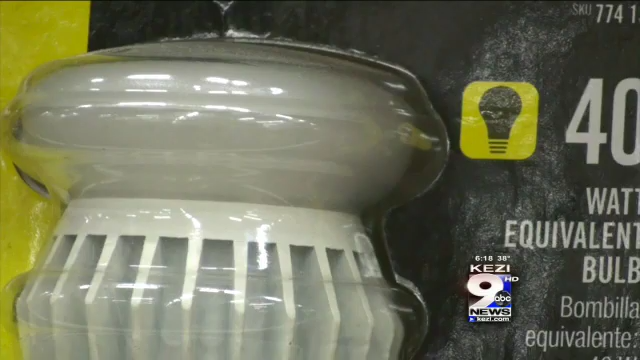 SKU 774 1
40
WATT
EQUIVALENT
BULB
Bombilla
equivalente:
6:18 38°
KEZI
HD
9
abc
NEWS
kezi.com